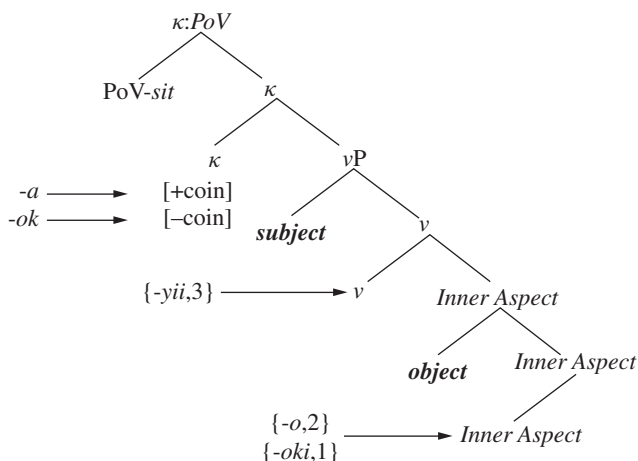 κ:PoV
PoV-sit κ
κ vP
-a [+coin]
-ok [–coin] subject v
{-yii,3} v Inner Aspect
object Inner Aspect
{-o,2}
{-oki,1} Inner Aspect